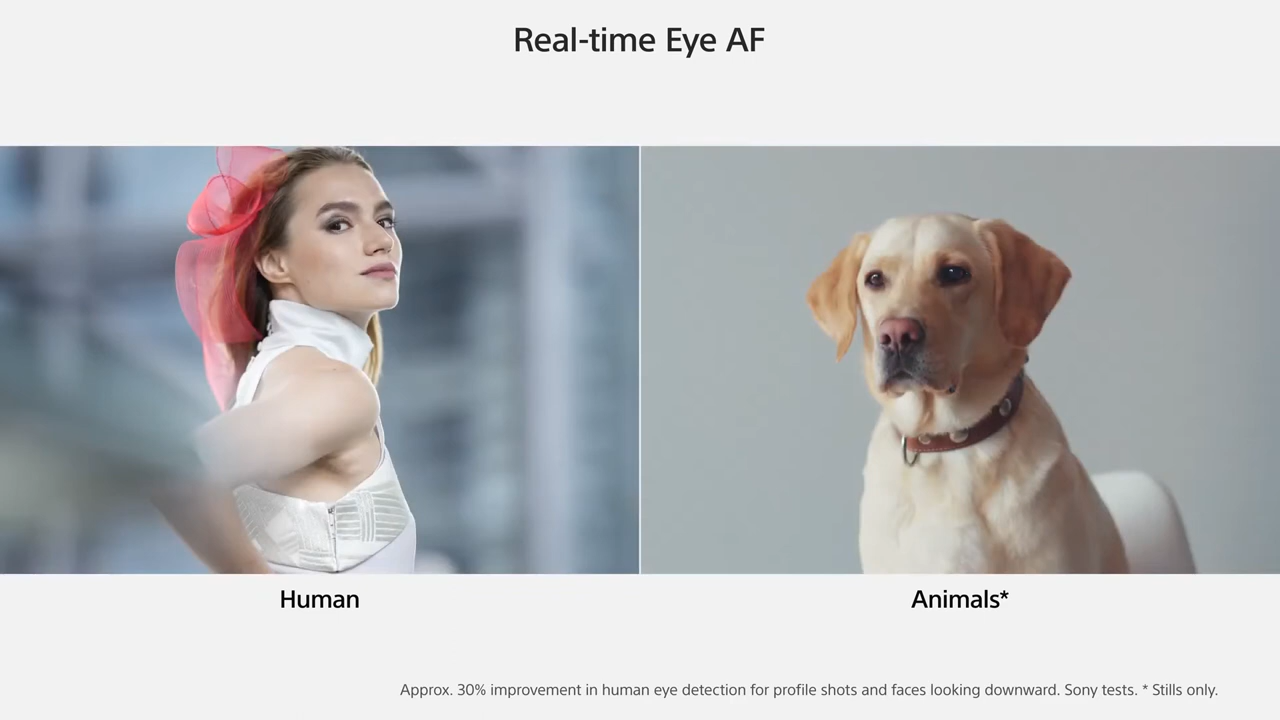 Real-time Eye AF
Human
Animals*
Approx. 30% improvement in human eye detection for profile shots and faces looking downward. Sony tests. * Stills only.